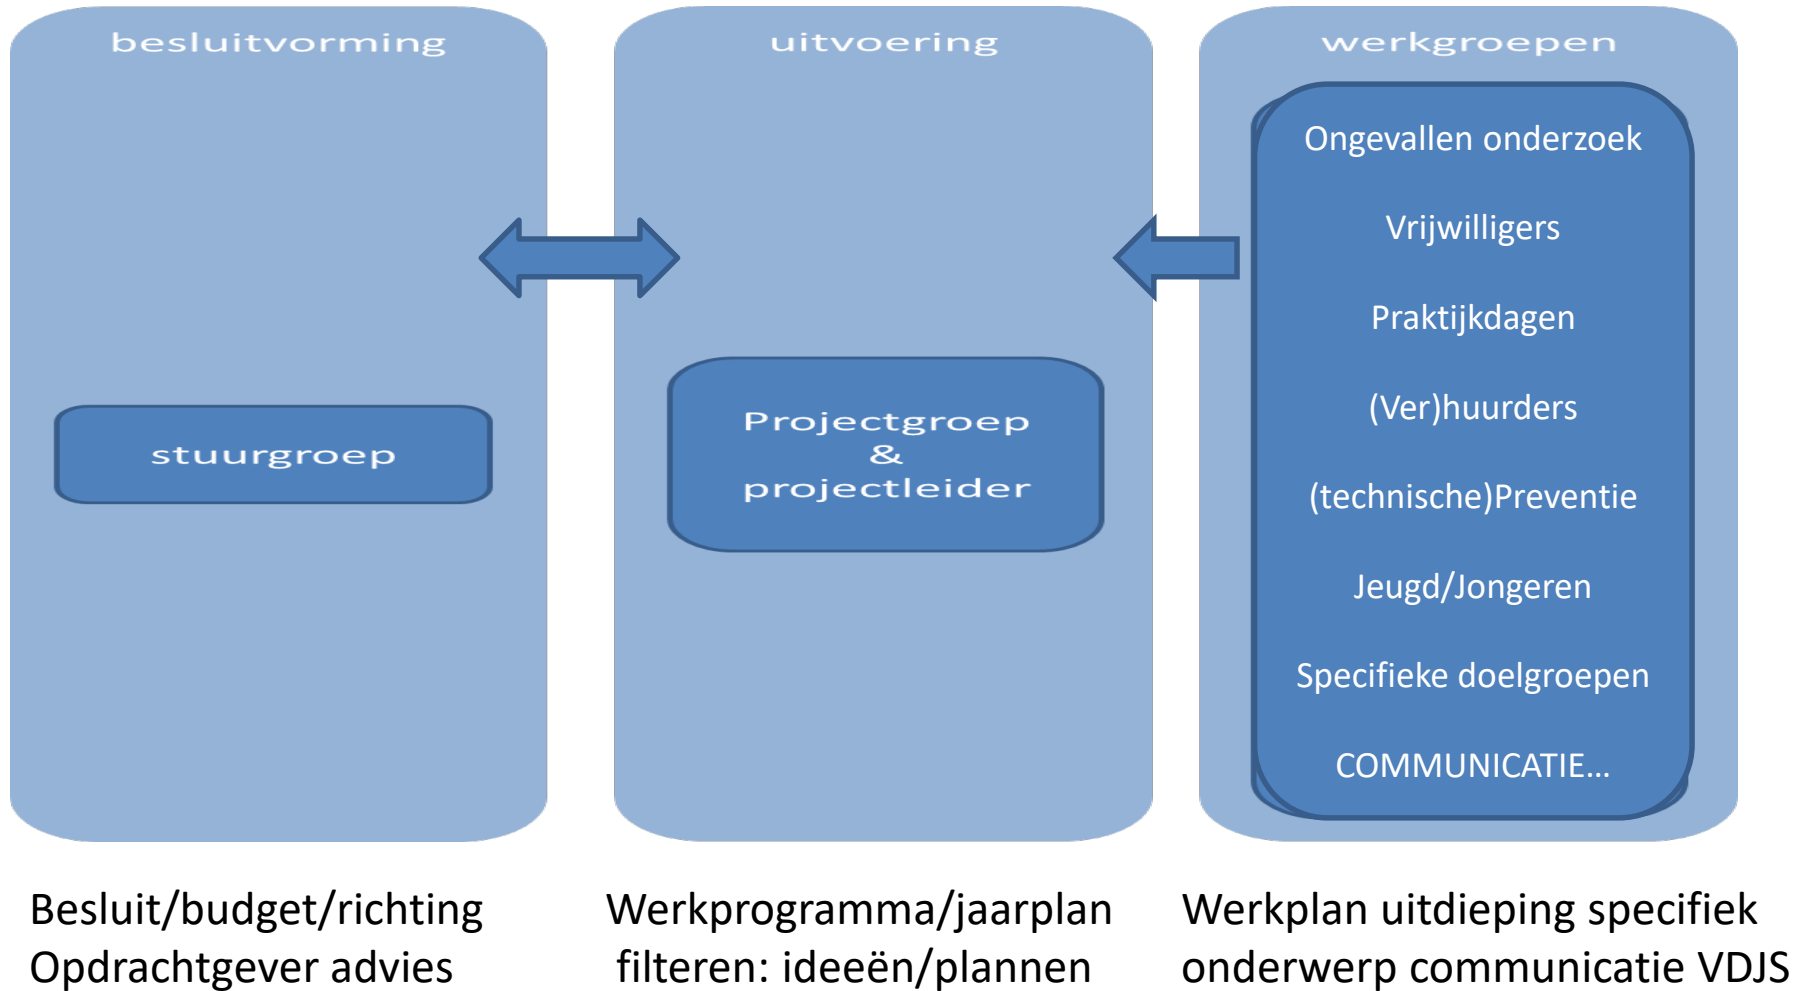 besluitvorming
stuurgroep
Besluit/budget/richting
Opdrachtgever advies
uitvoering
Projectgroep
&
projectleider
Werkprogramma/jaarplan
filteren: ideeën/plannen
werkgroepen
Ongevallen onderzoek
Vrijwilligers
Praktijkdagen
(Ver)huurders
(technische)Preventie
Jeugd/Jongeren
Specifieke doelgroepen
COMMUNICATIE…
Werkplan uitdieping specifiek
onderwerp communicatie VDJS